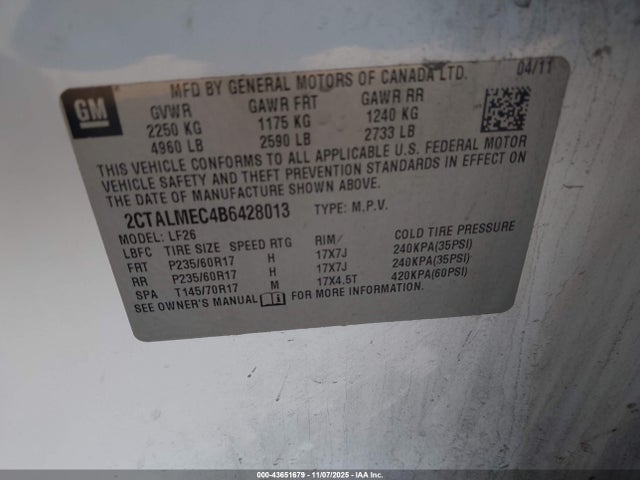 GM
MFD BY GENERAL MOTORS OF CANADA LTD. 04/11
GVWR GAWR FRT GAWR RR
2250 KG 1175 KG 1240 KG
4960 LB 2590 LB 2733 LB
THIS VEHICLE CONFORMS TO ALL APPLICABLE U.S. FEDERAL MOTOR
VEHICLE SAFETY AND THEFT PREVENTION STANDARDS IN EFFECT ON
THE DATE OF MANUFACTURE SHOWN ABOVE.
2CTALMEC4B6428013 TYPE: M.P.V.
MODEL: LF26
LBFC TIRE SIZE SPEED RTG RIM/ COLD TIRE PRESSURE
FRT P235/60R17 H 17X7J 240KPA(35PSI)
RR P235/60R17 H 17X7J 240KPA(35PSI)
SPA T145/70R17 M 17X4.5T 420KPA(60PSI)
SEE OWNER'S MANUAL FOR MORE INFORMATION.
000-43651679 11/07/2025 IAA Inc.